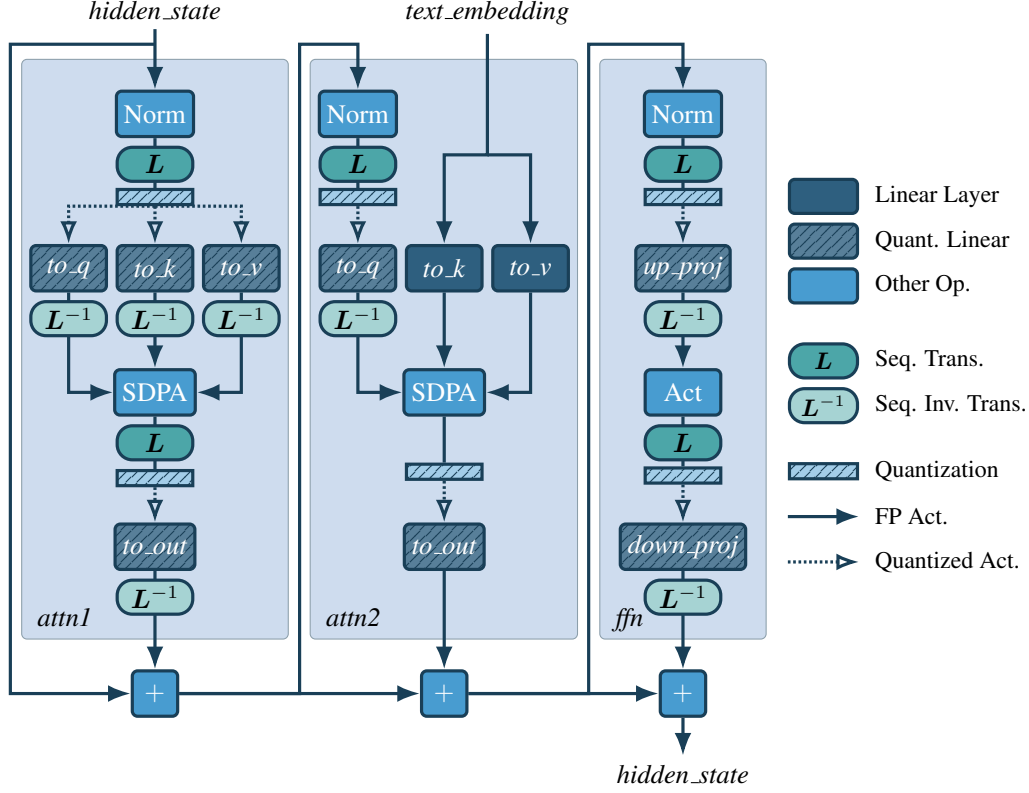 hidden_state
text_embedding
Norm
L
to_q
to_k
to_v
L⁻¹
L⁻¹
L⁻¹
SDPA
L
to_out
L⁻¹
attn1
+
Norm
L
to_q
to_k
to_v
L⁻¹
SDPA
to_out
attn2
+
Norm
L
up_proj
L⁻¹
Act
L
down_proj
L⁻¹
ffn
+
hidden_state
Linear Layer
Quant. Linear
Other Op.
L Seq. Trans.
L⁻¹ Seq. Inv. Trans.
Quantization
FP Act.
Quantized Act.